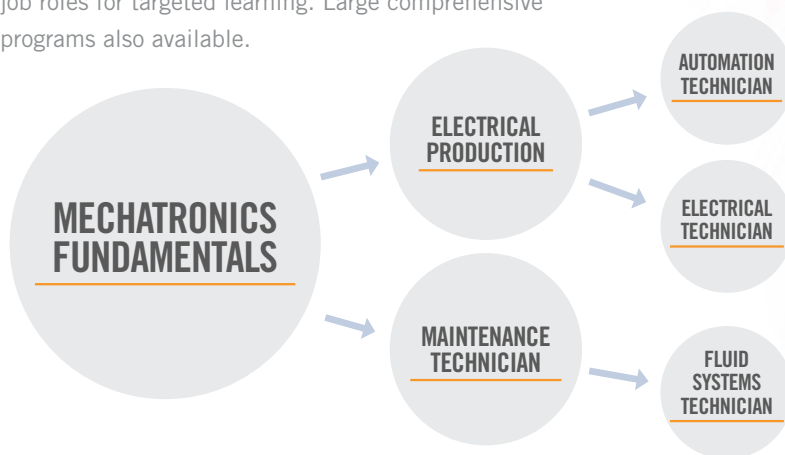 job roles for targeted learning. Large comprehensive
programs also available.
MECHATRONICS
FUNDAMENTALS
ELECTRICAL
PRODUCTION
MAINTENANCE
TECHNICIAN
AUTOMATION
TECHNICIAN
ELECTRICAL
TECHNICIAN
FLUID
SYSTEMS
TECHNICIAN